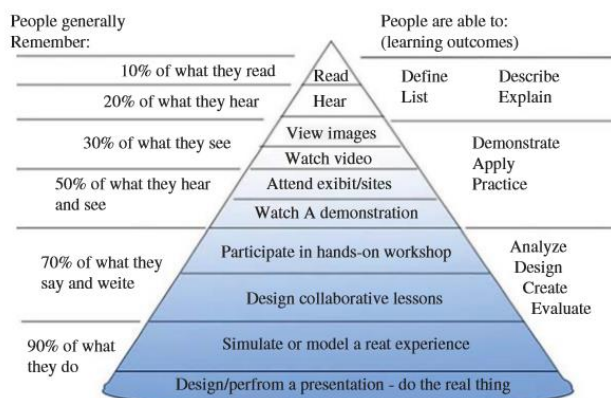 People generally
Remember:
10% of what they read
20% of what they hear
30% of what they see
50% of what they hear
and see
70% of what they
say and weite
90% of what
they do
Read
Hear
View images
Watch video
Attend exibit/sites
Watch A demonstration
Participate in hands-on workshop
Design collaborative lessons
Simulate or model a reat experience
Design/perfrom a presentation - do the real thing
People are able to:
(learning outcomes)
Define Describe
List Explain
Demonstrate
Apply
Practice
Analyze
Design
Create
Evaluate